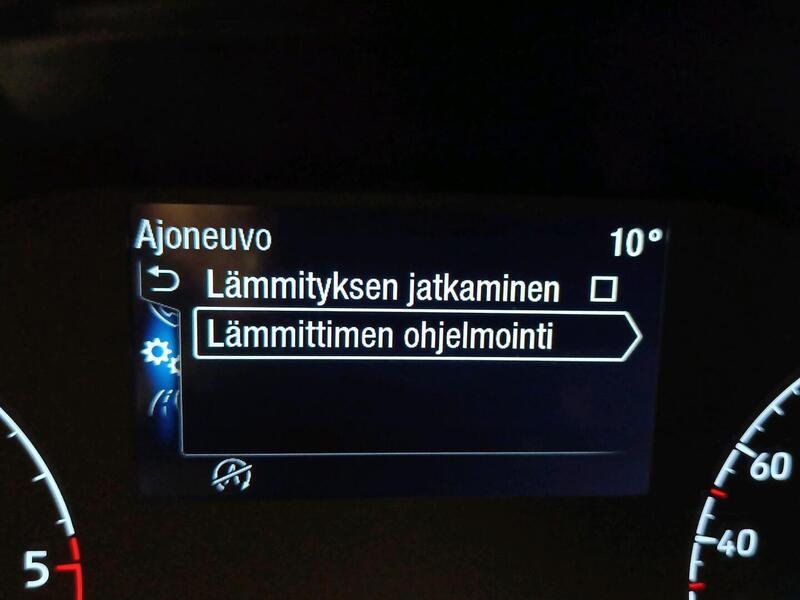 Ajoneuvo 10°
Lämmityksen jatkaminen
Lämmittimen ohjelmointi
A
60
40
5